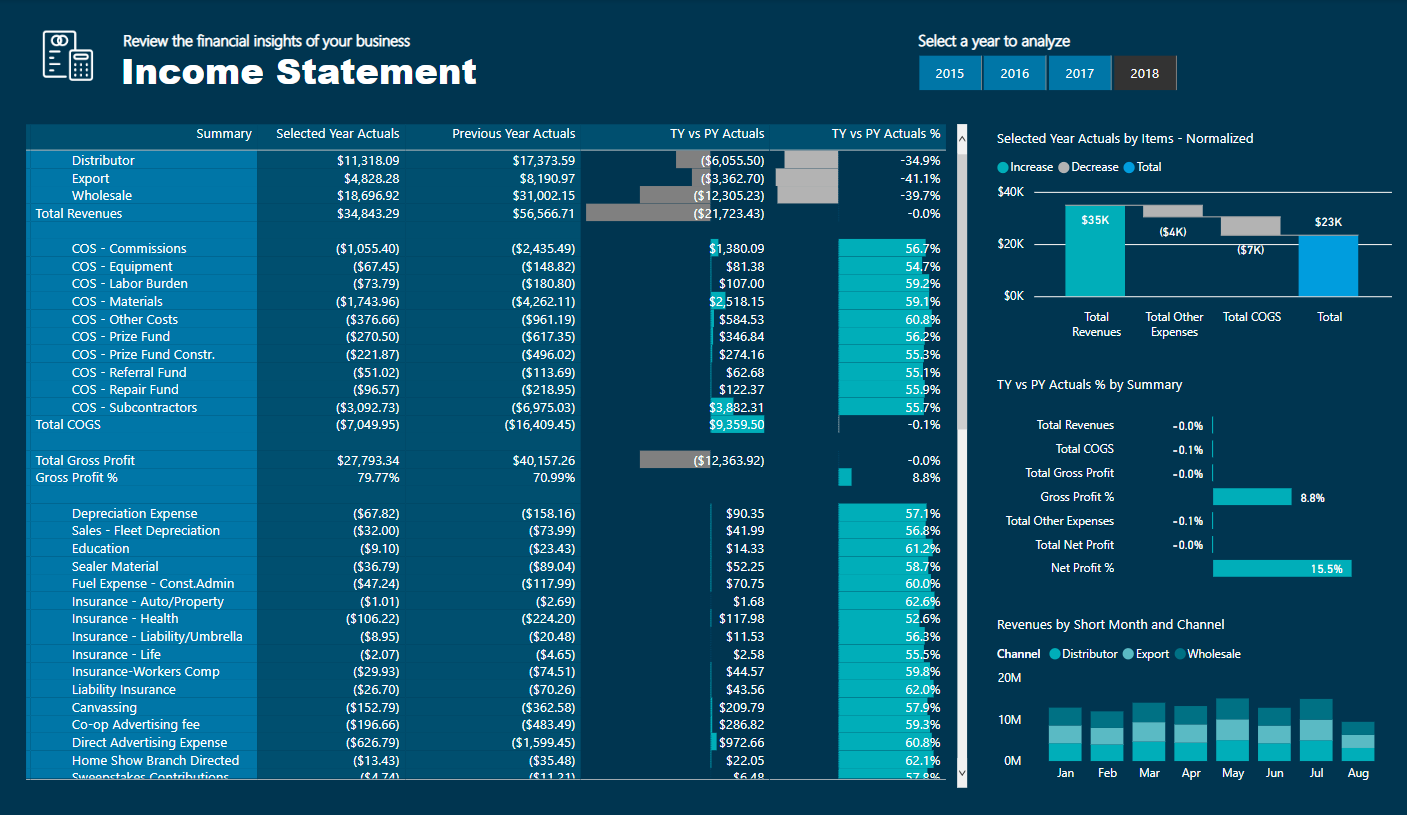 Review the financial insights of your business
Income Statement
Select a year to analyze
2015 2016 2017 2018
Summary Selected Year Actuals Previous Year Actuals TY vs PY Actuals TY vs PY Actuals %
Distributor $11,318.09 $17,373.59 ($6,055.50) -34.9%
Export $4,828.28 $8,190.97 ($3,362.70) -41.1%
Wholesale $18,696.92 $31,002.15 ($12,305.23) -39.7%
Total Revenues $34,843.29 $56,566.71 ($21,723.43) -0.0%
COS - Commissions ($1,055.40) ($2,435.49) $1,380.09 56.7%
COS - Equipment ($67.45) ($148.82) $81.38 54.7%
COS - Labor Burden ($73.79) ($180.80) $107.00 59.2%
COS - Materials ($1,743.96) ($4,262.11) $2,518.15 59.1%
COS - Other Costs ($376.66) ($961.19) $584.53 60.8%
COS - Prize Fund ($270.50) ($617.35) $346.84 56.2%
COS - Prize Fund Constr. ($221.87) ($496.02) $274.16 55.3%
COS - Referral Fund ($51.02) ($113.69) $62.68 55.1%
COS - Repair Fund ($96.57) ($218.95) $122.37 55.9%
COS - Subcontractors ($3,092.73) ($6,975.03) $3,882.31 55.7%
Total COGS ($7,049.95) ($16,409.45) $9,359.50 -0.1%
Total Gross Profit $27,793.34 $40,157.26 ($12,363.92) -0.0%
Gross Profit % 79.77% 70.99% 8.8%
Depreciation Expense ($67.82) ($158.16) $90.35 57.1%
Sales - Fleet Depreciation ($32.00) ($73.99) $41.99 56.8%
Education ($9.10) ($23.43) $14.33 61.2%
Sealer Material ($36.79) ($89.04) $52.25 58.7%
Fuel Expense - Const.Admin ($47.24) ($117.99) $70.75 60.0%
Insurance - Auto/Property ($1.01) ($2.69) $1.68 62.6%
Insurance - Health ($106.22) ($224.20) $117.98 52.6%
Insurance - Liability/Umbrella ($8.95) ($20.48) $11.53 56.3%
Insurance - Life ($2.07) ($4.65) $2.58 55.5%
Insurance-Workers Comp ($29.93) ($74.51) $44.57 59.8%
Liability Insurance ($26.70) ($70.26) $43.56 62.0%
Canvassing ($152.79) ($362.58) $209.79 57.9%
Co-op Advertising fee ($196.66) ($483.49) $286.82 59.3%
Direct Advertising Expense ($626.79) ($1,599.45) $972.66 60.8%
Home Show Branch Directed ($13.43) ($35.48) $22.05 62.1%
Sweepstakes Contributions ($4.74) ($11.21) $6.48 57.8%
Selected Year Actuals by Items - Normalized
Increase Decrease Total
$40K
$20K
$0K
$35K
($4K)
($7K)
$23K
Total Revenues
Total Other Expenses
Total COGS
Total
TY vs PY Actuals % by Summary
Total Revenues -0.0%
Total COGS -0.1%
Total Gross Profit -0.0%
Gross Profit % 8.8%
Total Other Expenses -0.1%
Total Net Profit -0.0%
Net Profit % 15.5%
Revenues by Short Month and Channel
Channel Distributor Export Wholesale
20M
10M
0M
Jan Feb Mar Apr May Jun Jul Aug